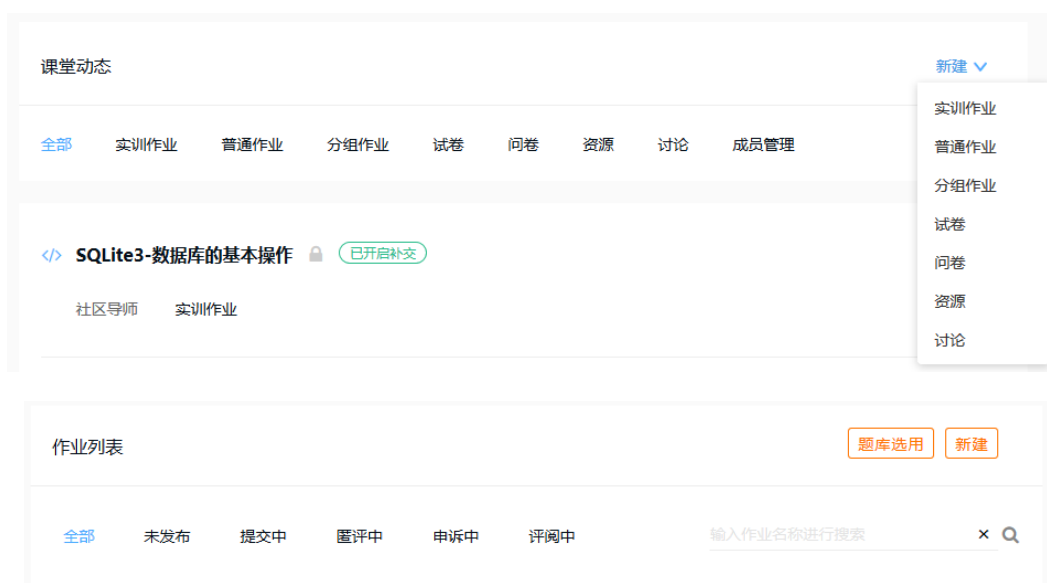 课堂动态 新建
全部 实训作业 普通作业 分组作业 试卷 问卷 资源 讨论 成员管理
实训作业
普通作业
分组作业
试卷
问卷
资源
讨论
</> SQLite3-数据库的基本操作 已开启补交
社区导师 实训作业
作业列表 题库选用 新建
全部 未发布 提交中 匿评中 申诉中 评阅中 输入作业名称进行搜索